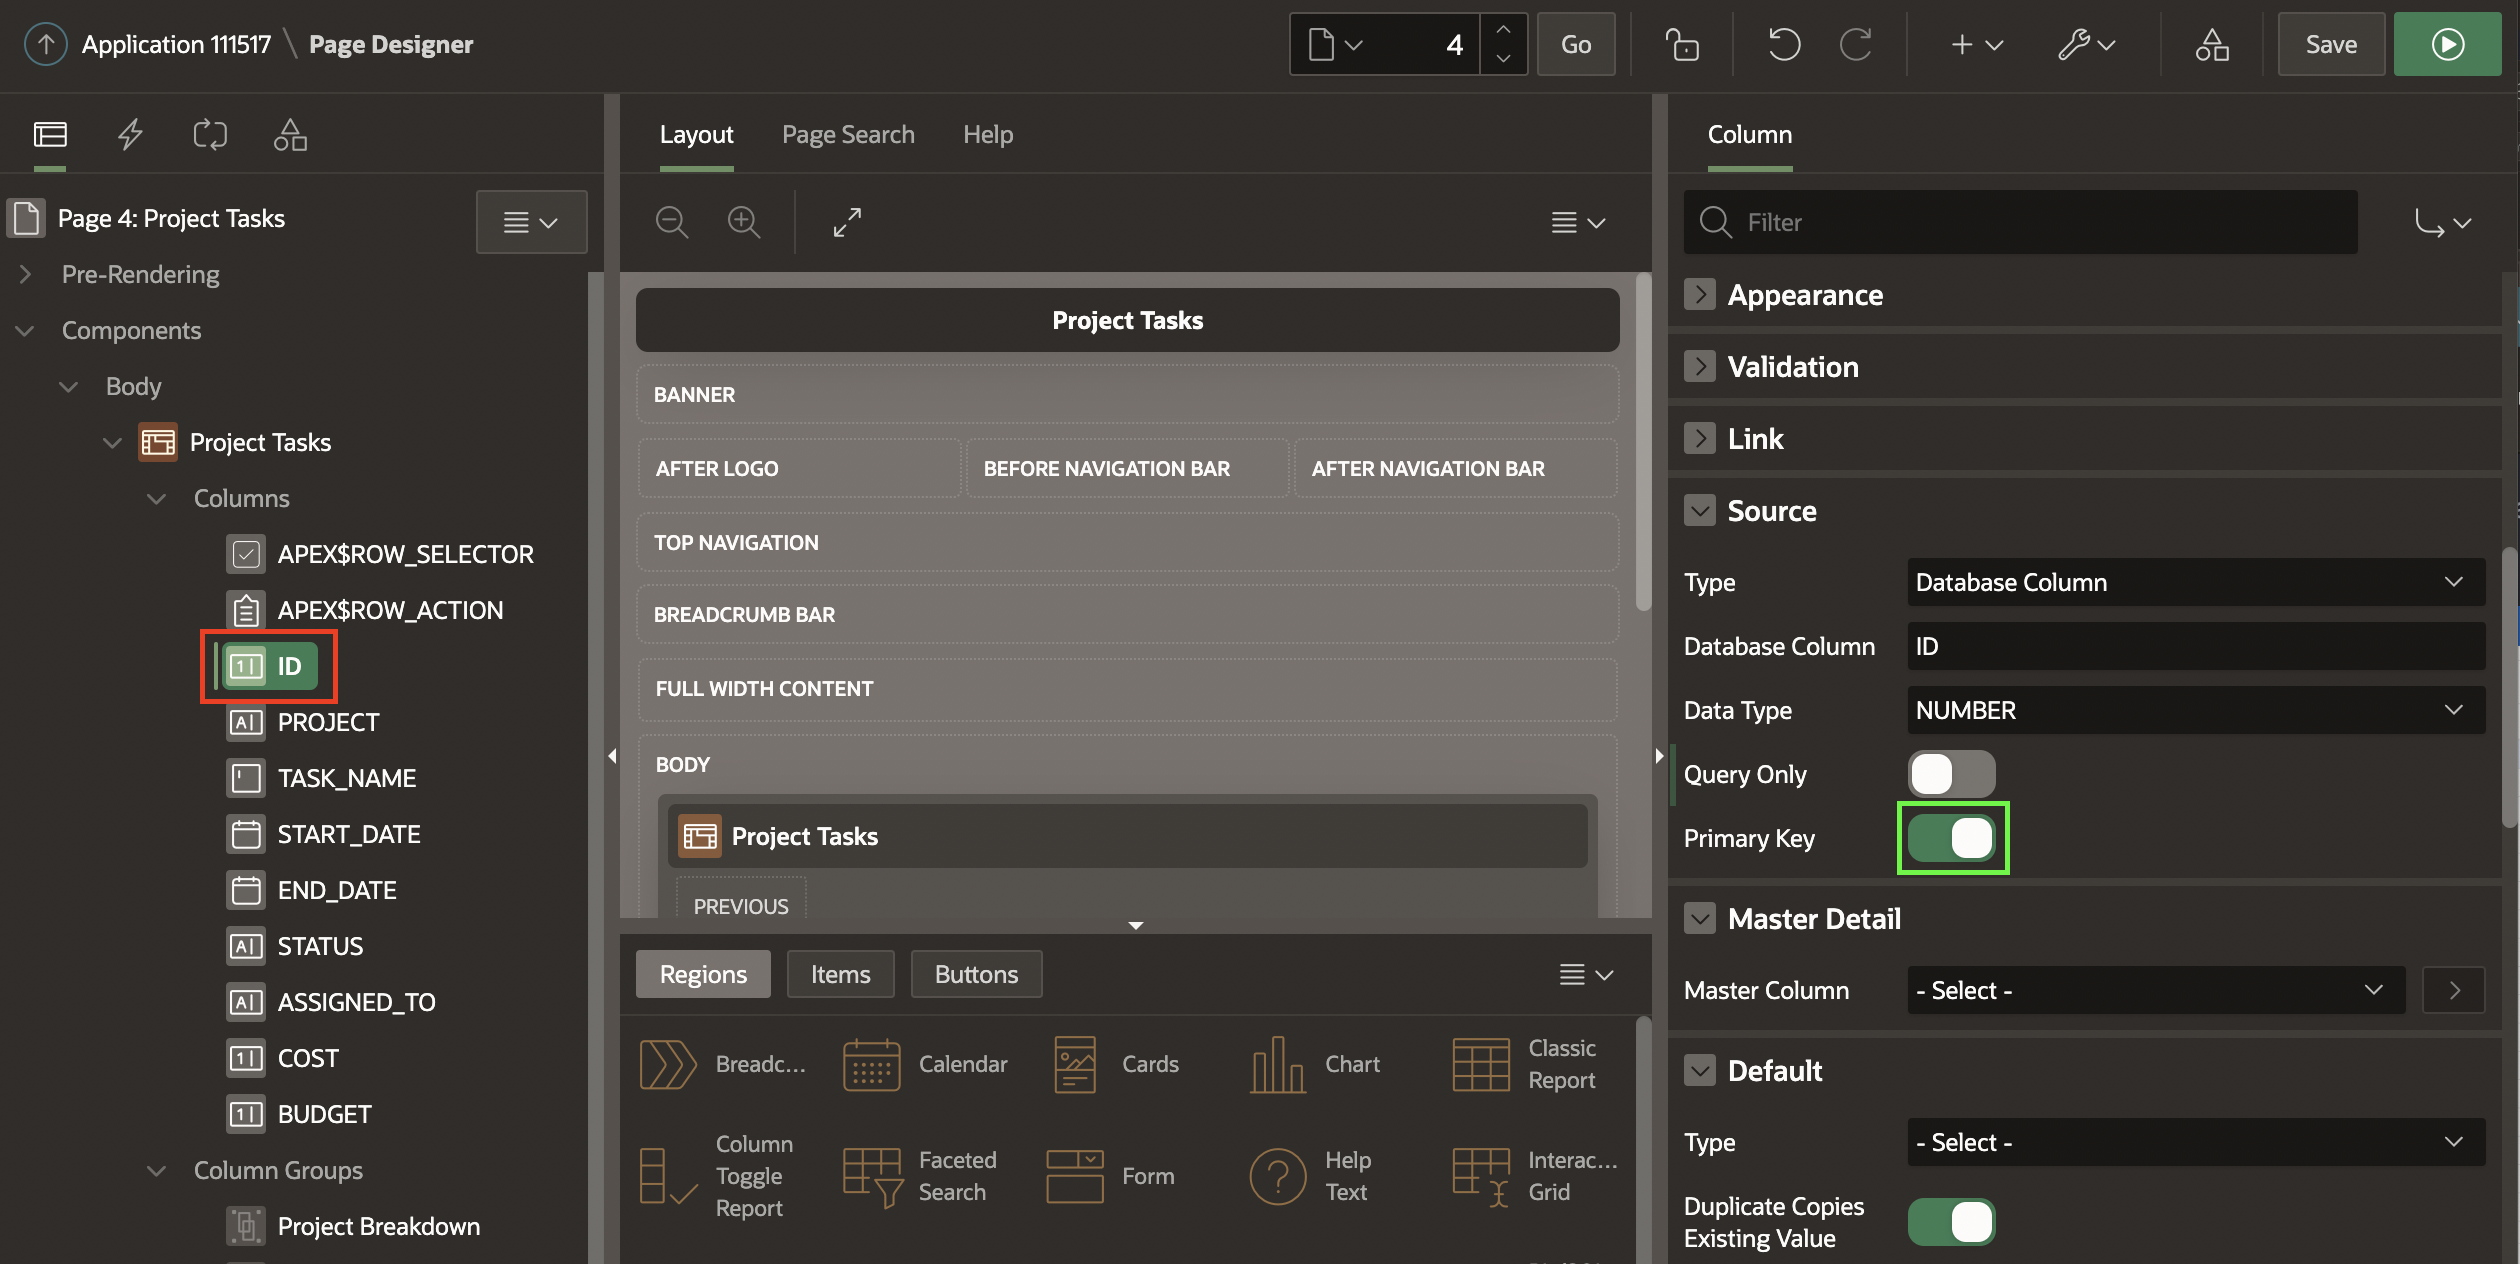 Application 111517 \ Page Designer
4
Go
Save
Page 4: Project Tasks
Pre-Rendering
Components
Body
Project Tasks
Columns
APEX$ROW_SELECTOR
APEX$ROW_ACTION
ID
PROJECT
TASK_NAME
START_DATE
END_DATE
STATUS
ASSIGNED_TO
COST
BUDGET
Column Groups
Project Breakdown
Layout
Page Search
Help
Project Tasks
BANNER
AFTER LOGO
BEFORE NAVIGATION BAR
AFTER NAVIGATION BAR
TOP NAVIGATION
BREADCRUMB BAR
FULL WIDTH CONTENT
BODY
Project Tasks
PREVIOUS
Regions
Items
Buttons
Breadc...
Calendar
Cards
Chart
Classic
Report
Column
Toggle
Report
Faceted
Search
Form
Help
Text
Interac...
Grid
Column
Filter
Appearance
Validation
Link
Source
Type
Database Column
Database Column
ID
Data Type
NUMBER
Query Only
Primary Key
Master Detail
Master Column
- Select -
Default
Type
- Select -
Duplicate Copies
Existing Value